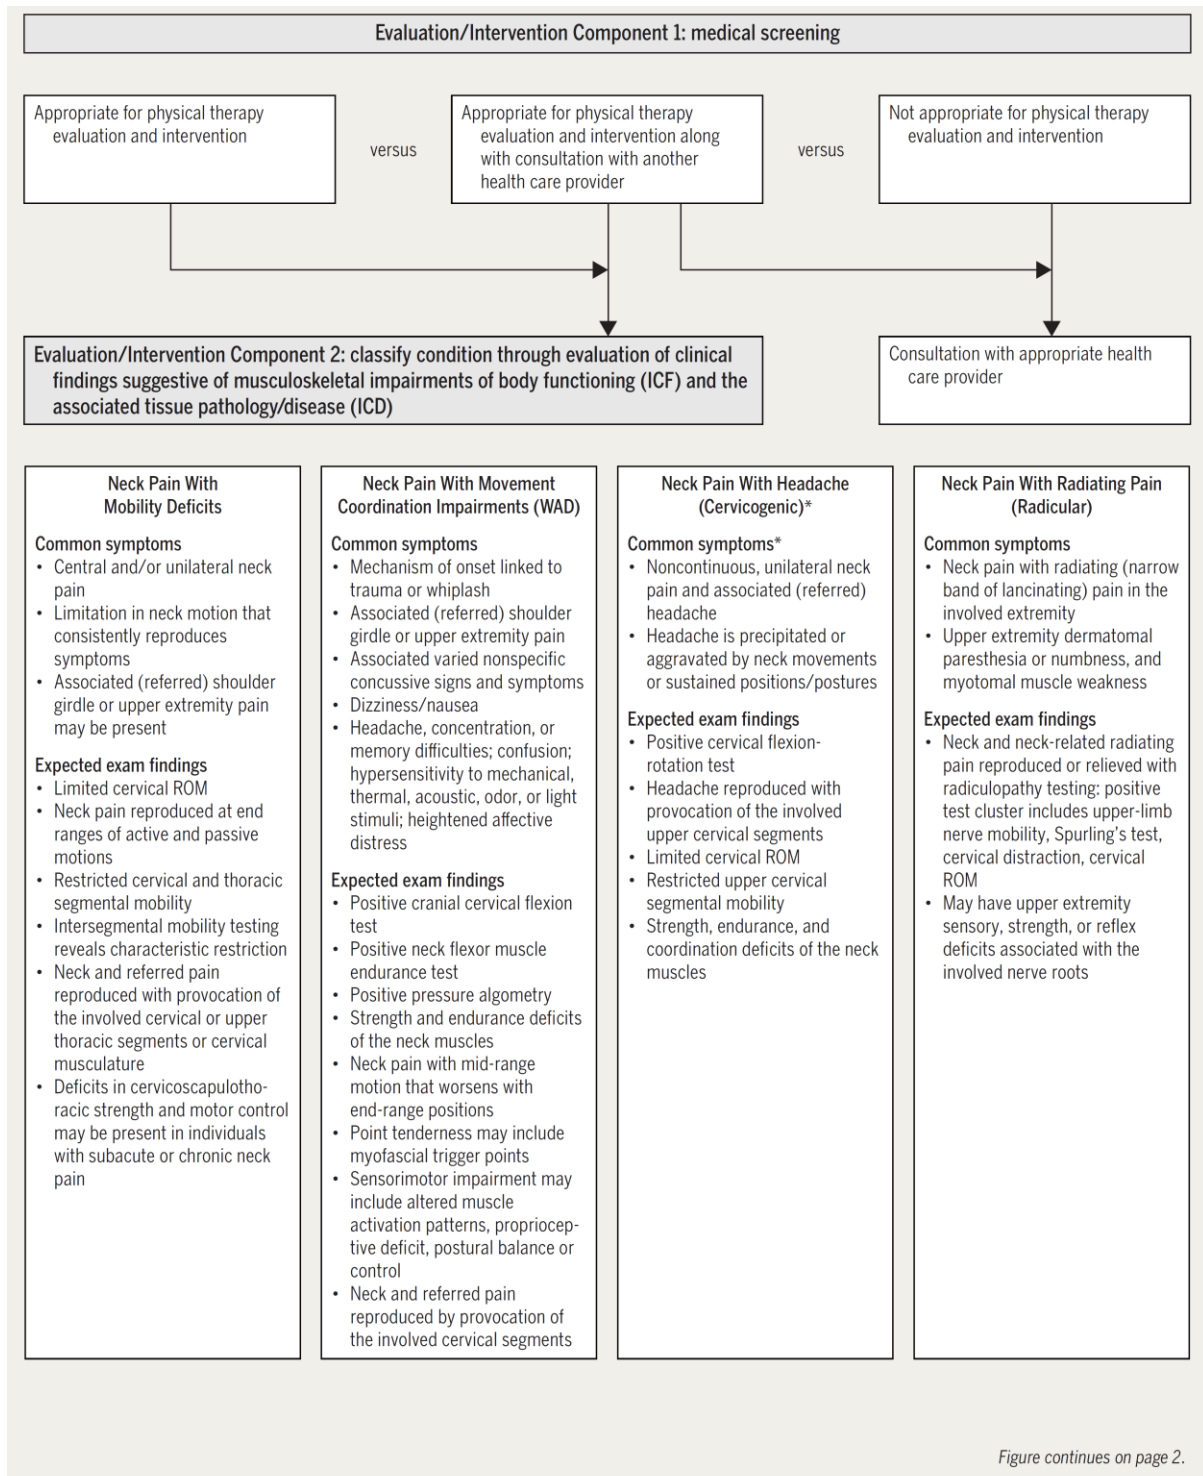 Evaluation/Intervention Component 1: medical screening
Appropriate for physical therapy
evaluation and intervention
versus
Appropriate for physical therapy
evaluation and intervention along
with consultation with another
health care provider
versus
Not appropriate for physical therapy
evaluation and intervention
Evaluation/Intervention Component 2: classify condition through evaluation of clinical
findings suggestive of musculoskeletal impairments of body functioning (ICF) and the
associated tissue pathology/disease (ICD)
Consultation with appropriate health
care provider
Neck Pain With
Mobility Deficits
Common symptoms
• Central and/or unilateral neck
pain
• Limitation in neck motion that
consistently reproduces
symptoms
• Associated (referred) shoulder
girdle or upper extremity pain
may be present
Expected exam findings
• Limited cervical ROM
• Neck pain reproduced at end
ranges of active and passive
motions
• Restricted cervical and thoracic
segmental mobility
• Intersegmental mobility testing
reveals characteristic restriction
• Neck and referred pain
reproduced with provocation of
the involved cervical or upper
thoracic segments or cervical
musculature
• Deficits in cervicoscapulotho-
racic strength and motor control
may be present in individuals
with subacute or chronic neck
pain
Neck Pain With Movement
Coordination Impairments (WAD)
Common symptoms
• Mechanism of onset linked to
trauma or whiplash
• Associated (referred) shoulder
girdle or upper extremity pain
• Associated varied nonspecific
concussive signs and symptoms
• Dizziness/nausea
• Headache, concentration, or
memory difficulties; confusion;
hypersensitivity to mechanical,
thermal, acoustic, odor, or light
stimuli; heightened affective
distress
Expected exam findings
• Positive cranial cervical flexion
test
• Positive neck flexor muscle
endurance test
• Positive pressure algometry
• Strength and endurance deficits
of the neck muscles
• Neck pain with mid-range
motion that worsens with
end-range positions
• Point tenderness may include
myofascial trigger points
• Sensorimotor impairment may
include altered muscle
activation patterns, propriocep-
tive deficit, postural balance or
control
• Neck and referred pain
reproduced by provocation of
the involved cervical segments
Neck Pain With Headache
(Cervicogenic)*
Common symptoms*
• Noncontinuous, unilateral neck
pain and associated (referred)
headache
• Headache is precipitated or
aggravated by neck movements
or sustained positions/postures
Expected exam findings
• Positive cervical flexion-
rotation test
• Headache reproduced with
provocation of the involved
upper cervical segments
• Limited cervical ROM
• Restricted upper cervical
segmental mobility
• Strength, endurance, and
coordination deficits of the neck
muscles
Neck Pain With Radiating Pain
(Radicular)
Common symptoms
• Neck pain with radiating (narrow
band of lancinating) pain in the
involved extremity
• Upper extremity dermatomal
paresthesia or numbness, and
myotomal muscle weakness
Expected exam findings
• Neck and neck-related radiating
pain reproduced or relieved with
radiculopathy testing: positive
test cluster includes upper-limb
nerve mobility, Spurling's test,
cervical distraction, cervical
ROM
• May have upper extremity
sensory, strength, or reflex
deficits associated with the
involved nerve roots
Figure continues on page 2.